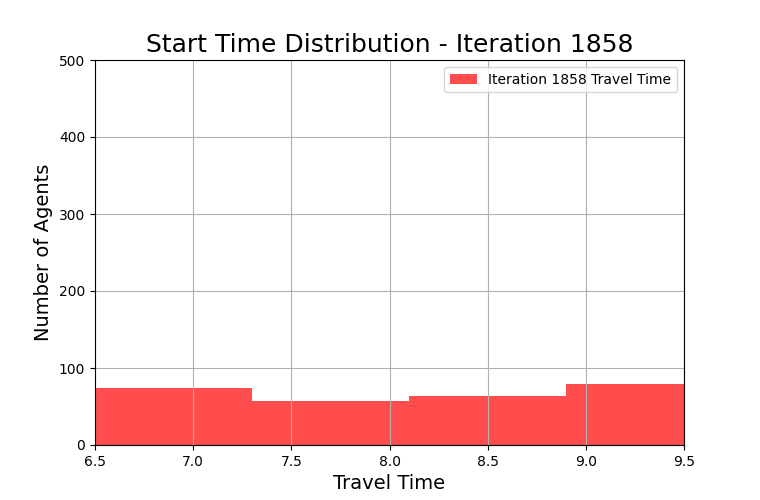 Start Time Distribution - Iteration 1858
500
Iteration 1858 Travel Time
400
300
200
100
0
Number of Agents
6.5 7.0 7.5 8.0 8.5 9.0 9.5
Travel Time